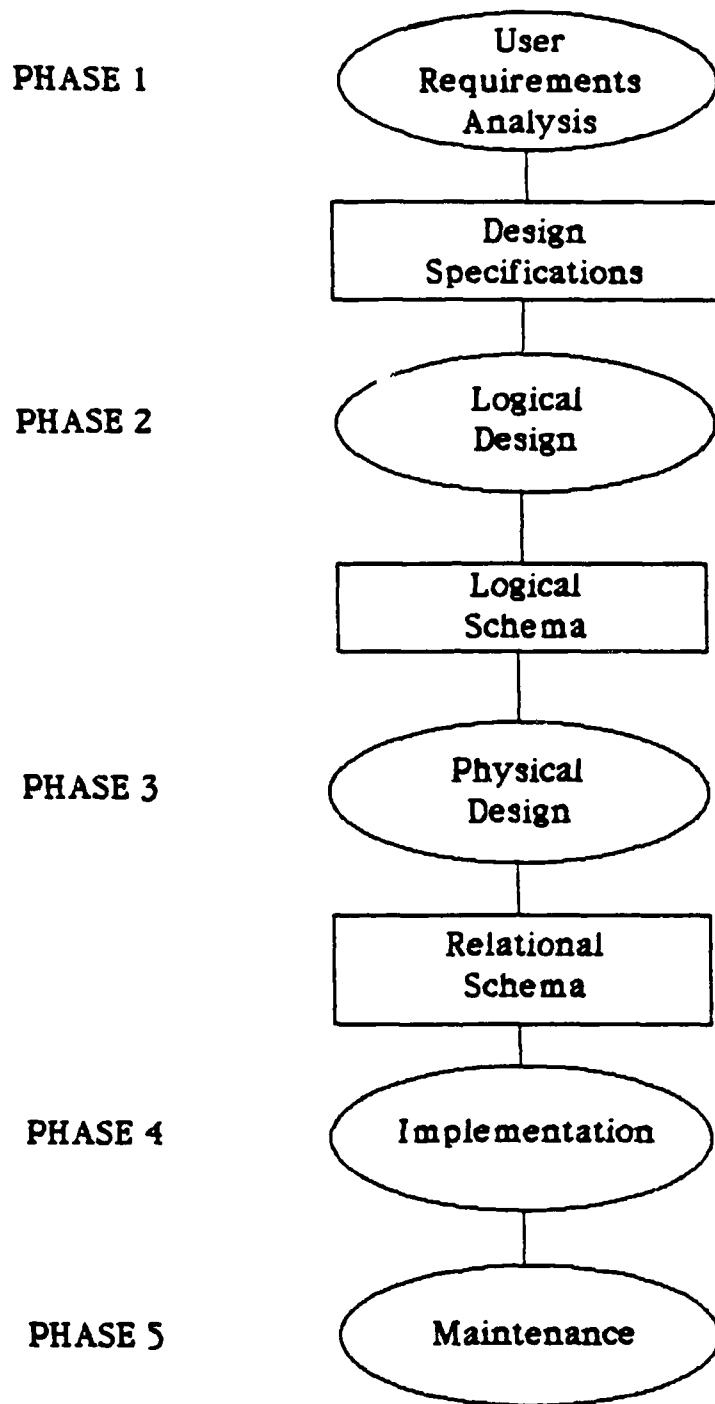 PHASE 1
User
Requirements
Analysis
Design
Specifications
PHASE 2
Logical
Design
Logical
Schema
PHASE 3
Physical
Design
Relational
Schema
PHASE 4
Implementation
PHASE 5
Maintenance